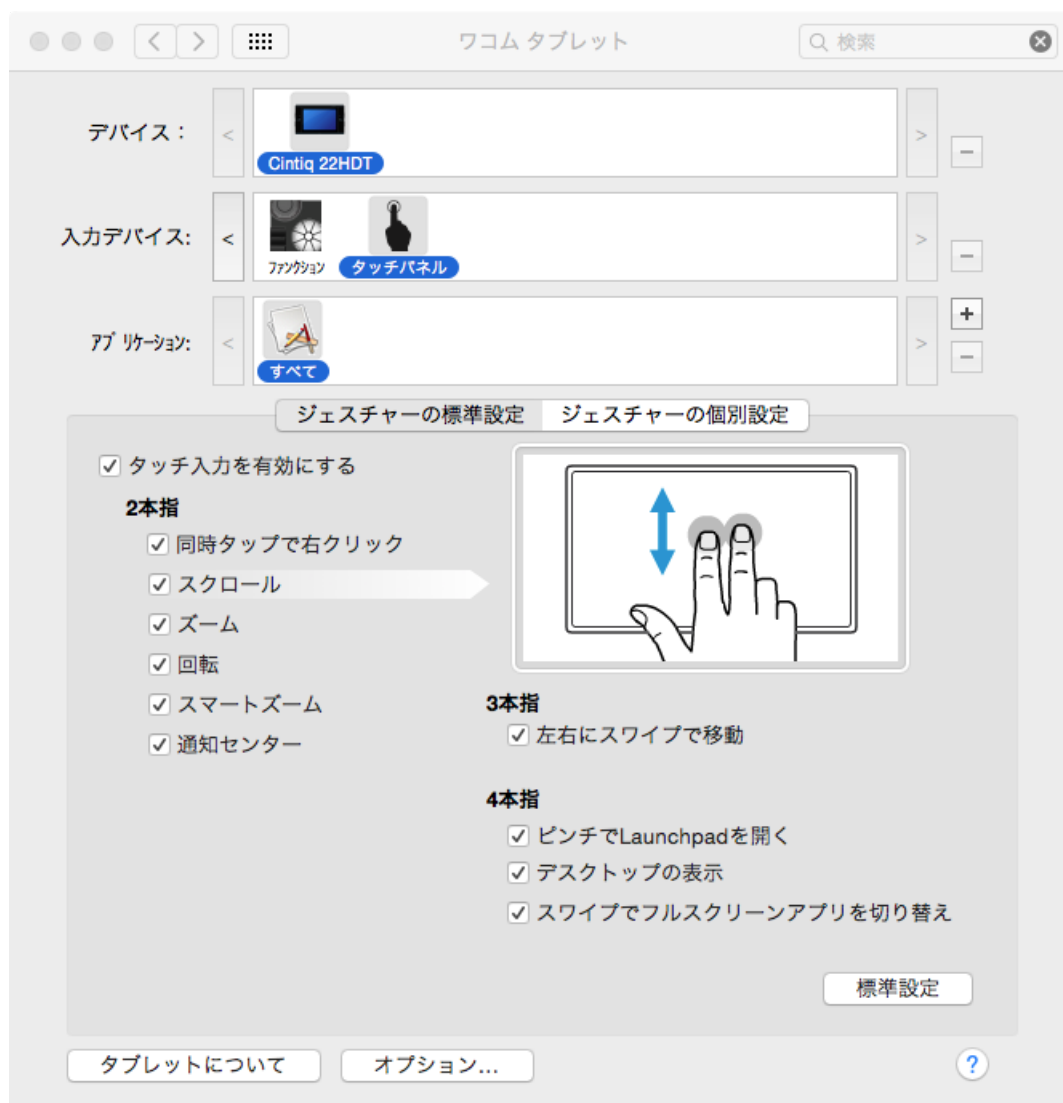 ワコム タブレット
検索
デバイス：
Cintiq 22HDT
入力デバイス:
ファンクション
タッチパネル
アプリケーション:
すべて
ジェスチャーの標準設定
ジェスチャーの個別設定
タッチ入力を有効にする
2本指
同時タップで右クリック
スクロール
ズーム
回転
スマートズーム
通知センター
3本指
左右にスワイプで移動
4本指
ピンチでLaunchpadを開く
デスクトップの表示
スワイプでフルスクリーンアプリを切り替え
標準設定
タブレットについて
オプション...
?